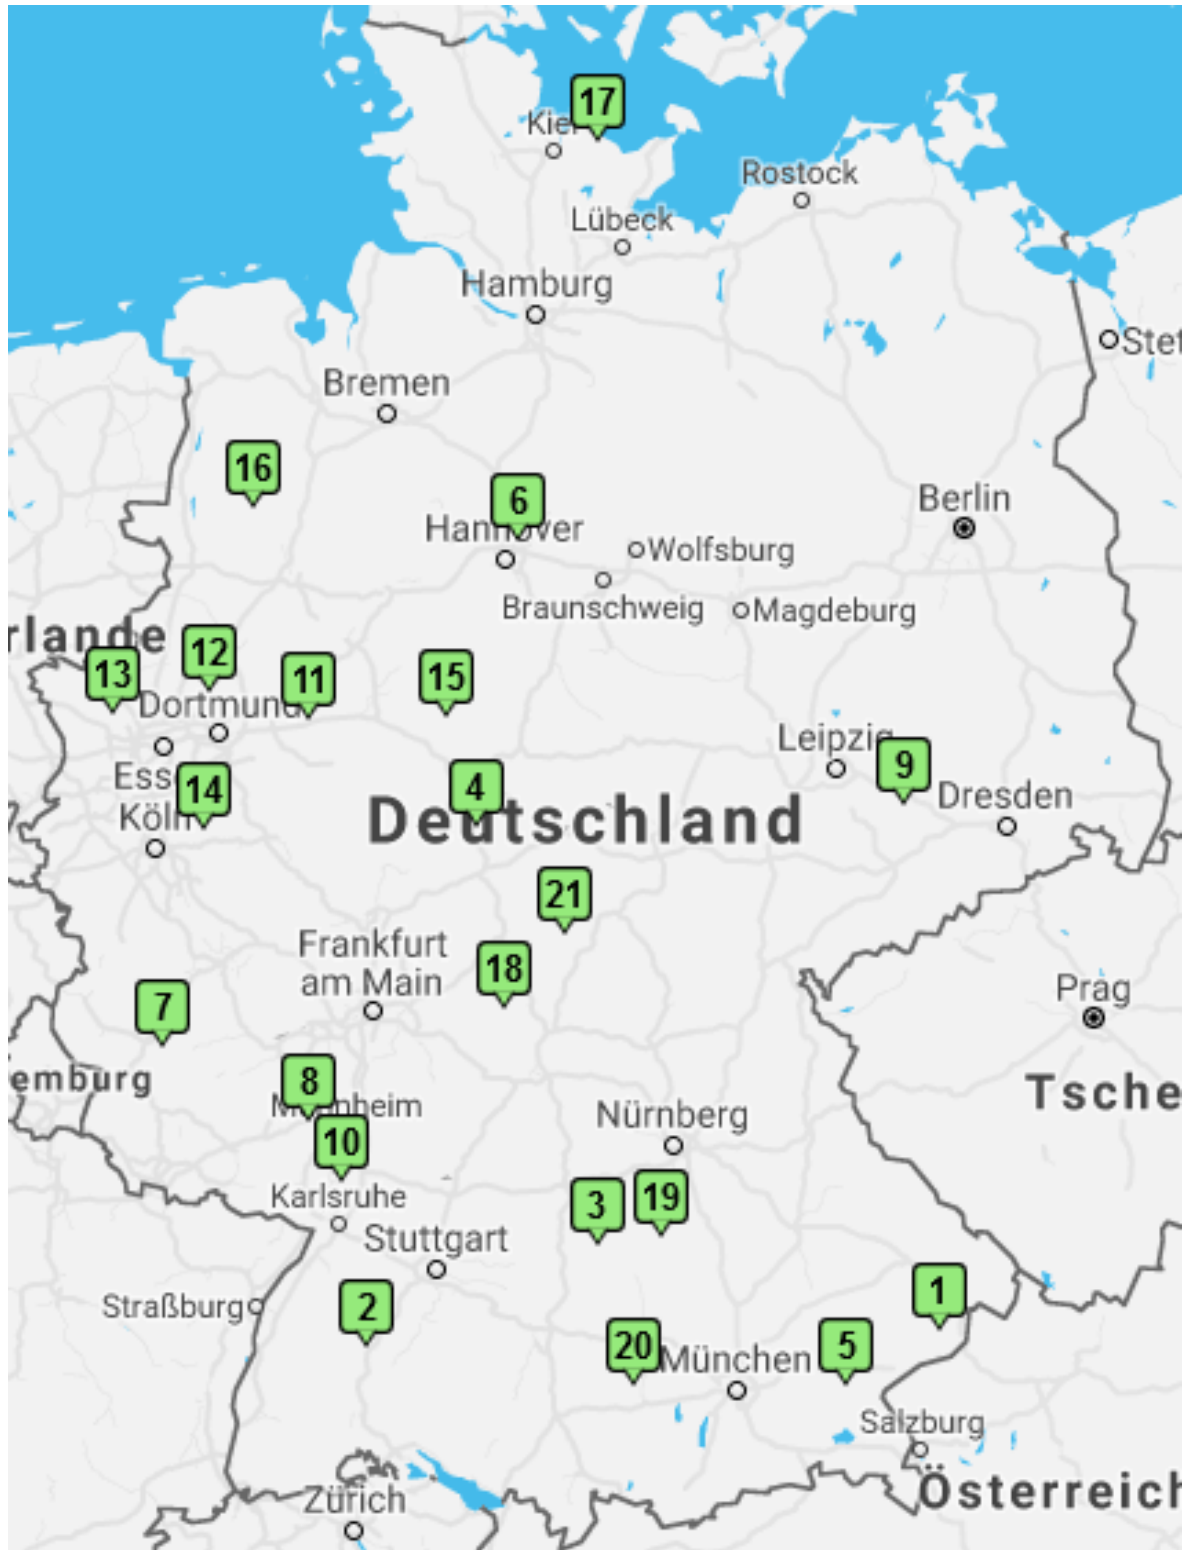 17
Kiel
Rostock
Lübeck
Hamburg
Stet
Bremen
16
6
Berlin
Hannover
Wolfsburg
Braunschweig
Magdeburg
rlande
12
13
11
15
Dortmund
Leipzig
9
Ess
14
4
Köln
Deutschland
Dresden
21
Frankfurt
am Main
18
7
Prag
emburg
8
Mannheim
Tsche
10
Nürnberg
Karlsruhe
3
19
Stuttgart
1
Straßburg
2
20
München
5
Salzburg
Zürich
Österreich